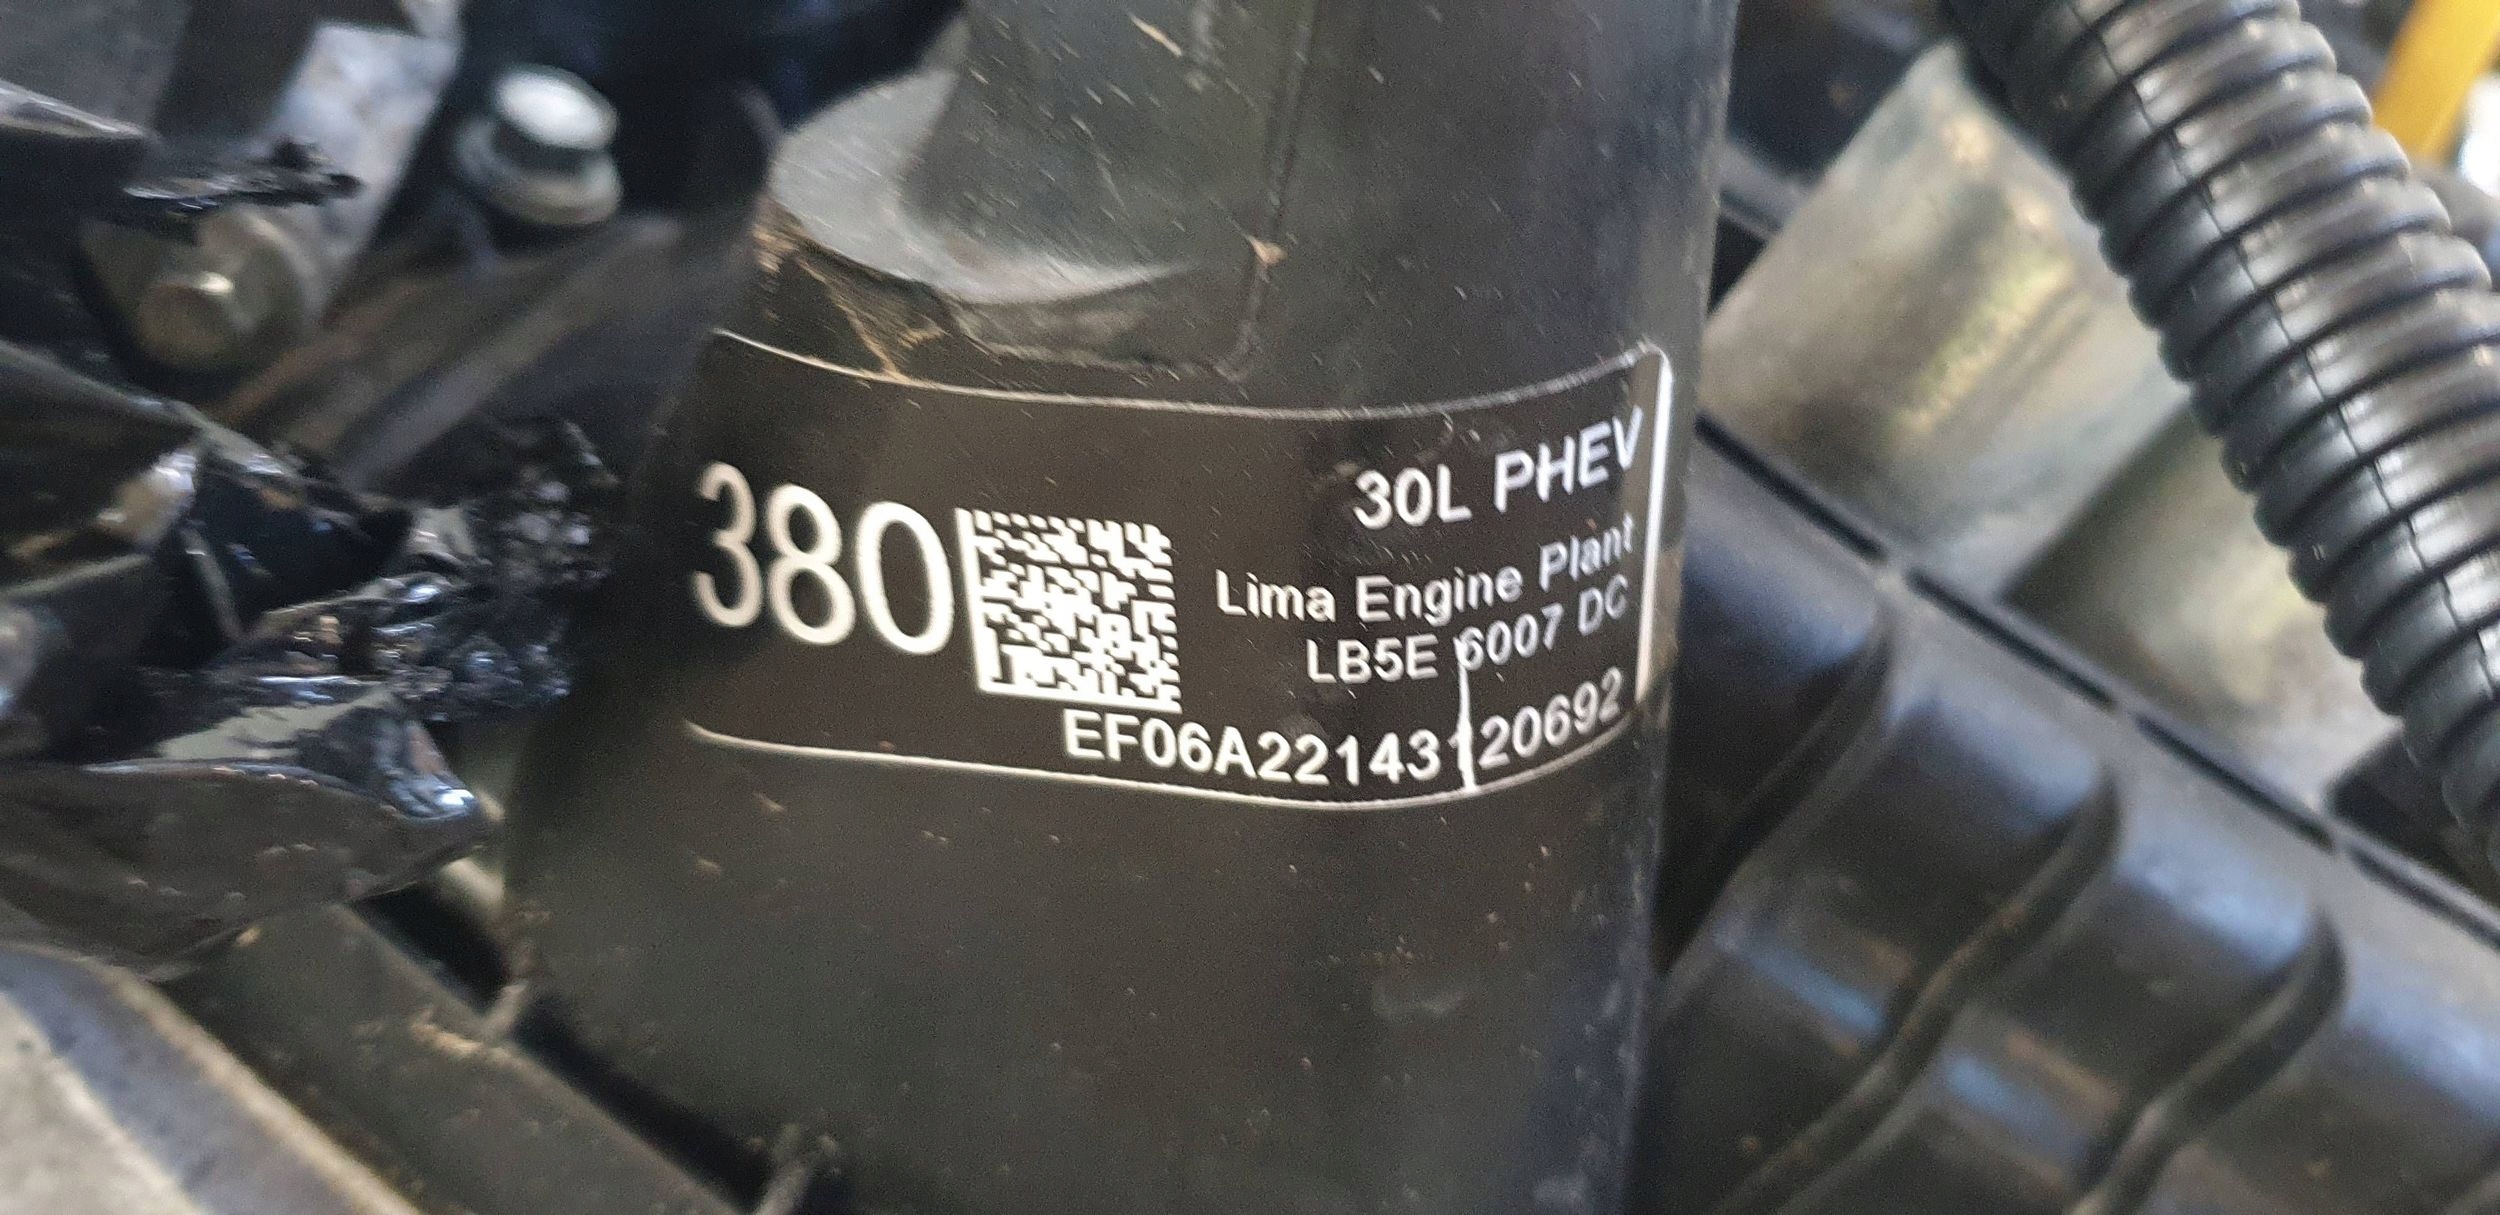 380
30L PHEV
Lima Engine Plant
LB5E 6007 DC
EF06A22143120692